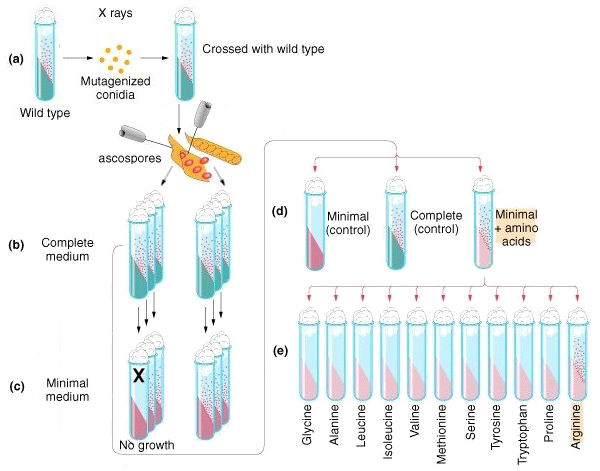 X rays
(a)
Crossed with wild type
Mutagenized
conidia
Wild type
ascospores
(b)
Complete
medium
(c)
Minimal
medium
X
No growth
(d)
Minimal
(control)
Complete
(control)
Minimal
+ amino
acids
(e)
Glycine
Alanine
Leucine
Isoleucine
Valine
Methionine
Serine
Tyrosine
Tryptophan
Proline
Arginine